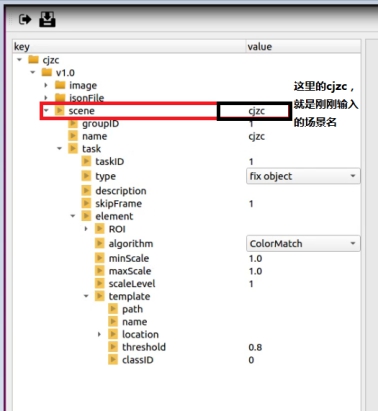 key value
cjzc
v1.0
image
jsonFile
scene cjzc
groupID 1
name cjzc
task
taskID 1
type fix object
description
skipFrame 1
element
ROI
algorithm ColorMatch
minScale 1.0
maxScale 1.0
scaleLevel 1
template
path
name
location
threshold 0.8
classID 0
这里的cjzc，
就是刚刚输入
的场景名